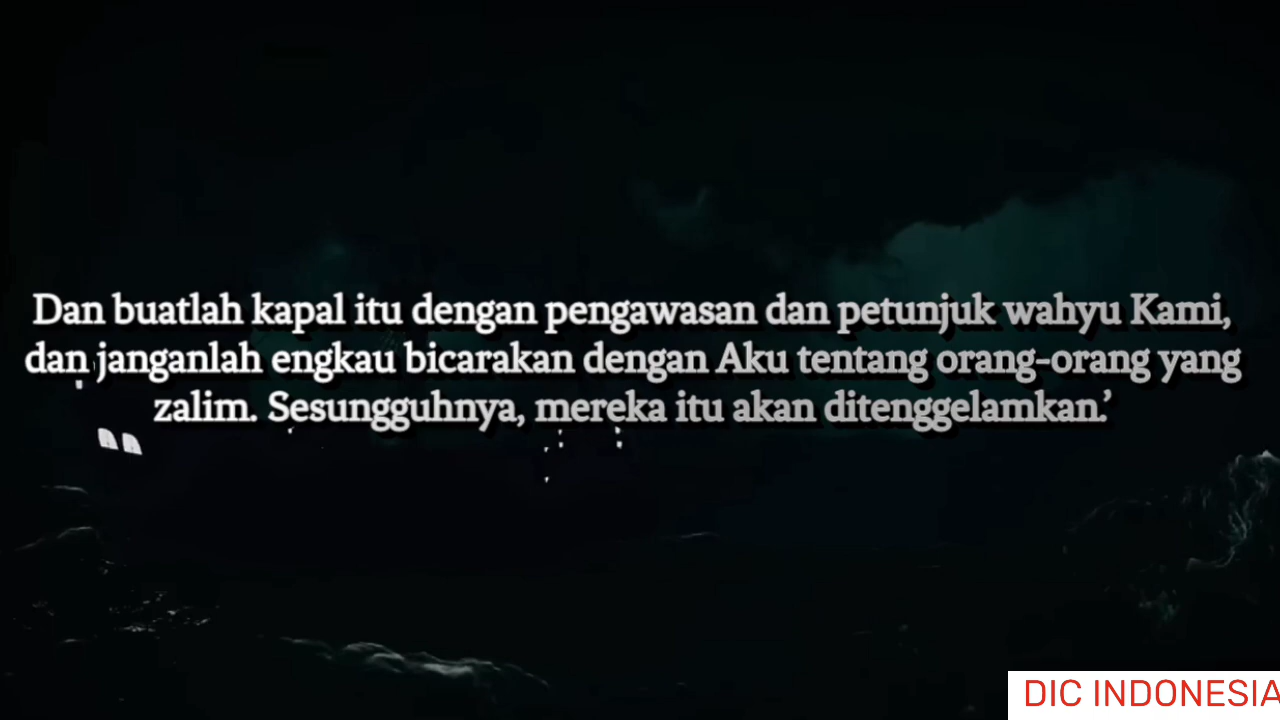 Dan buatlah kapal itu dengan pengawasan dan petunjuk wahyu Kami,
dan janganlah engkau bicarakan dengan Aku tentang orang-orang yang
zalim. Sesungguhnya, mereka itu akan ditenggelamkan.’
DIC INDONESIA